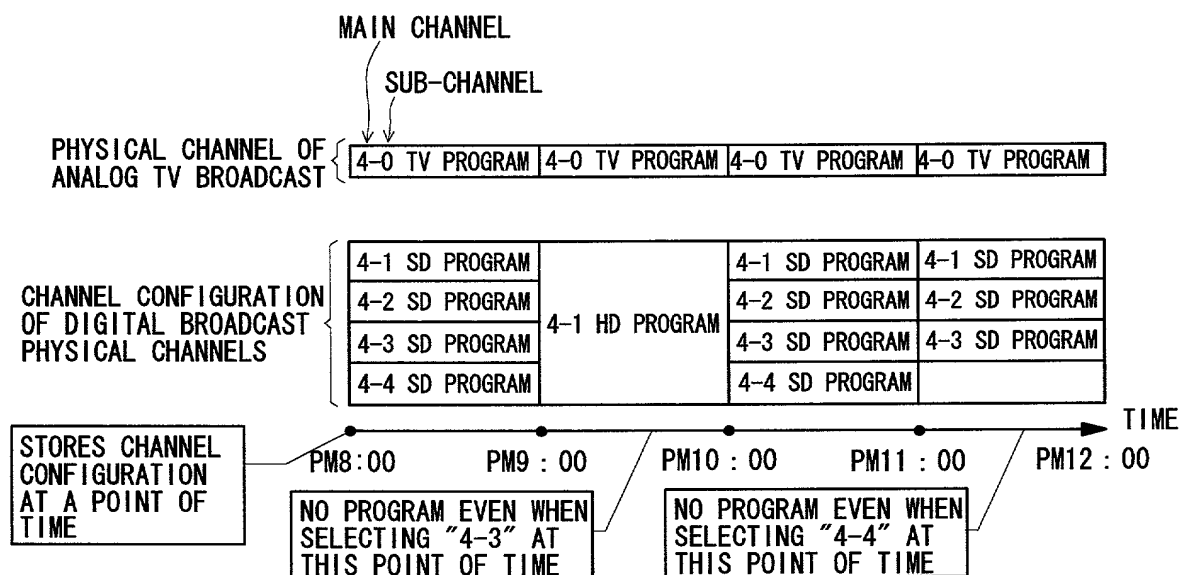 MAIN CHANNEL
SUB-CHANNEL
PHYSICAL CHANNEL OF
ANALOG TV BROADCAST
4-0 TV PROGRAM 4-0 TV PROGRAM 4-0 TV PROGRAM 4-0 TV PROGRAM
CHANNEL CONFIGURATION
OF DIGITAL BROADCAST
PHYSICAL CHANNELS
4-1 SD PROGRAM
4-2 SD PROGRAM
4-3 SD PROGRAM
4-4 SD PROGRAM
4-1 HD PROGRAM
4-1 SD PROGRAM
4-2 SD PROGRAM
4-3 SD PROGRAM
4-4 SD PROGRAM
4-1 SD PROGRAM
4-2 SD PROGRAM
4-3 SD PROGRAM
TIME
PM8:00 PM9 : 00 PM10 : 00 PM11 : 00 PM12 : 00
STORES CHANNEL
CONFIGURATION
AT A POINT OF
TIME
NO PROGRAM EVEN WHEN
SELECTING "4-3" AT
THIS POINT OF TIME
NO PROGRAM EVEN WHEN
SELECTING "4-4" AT
THIS POINT OF TIME